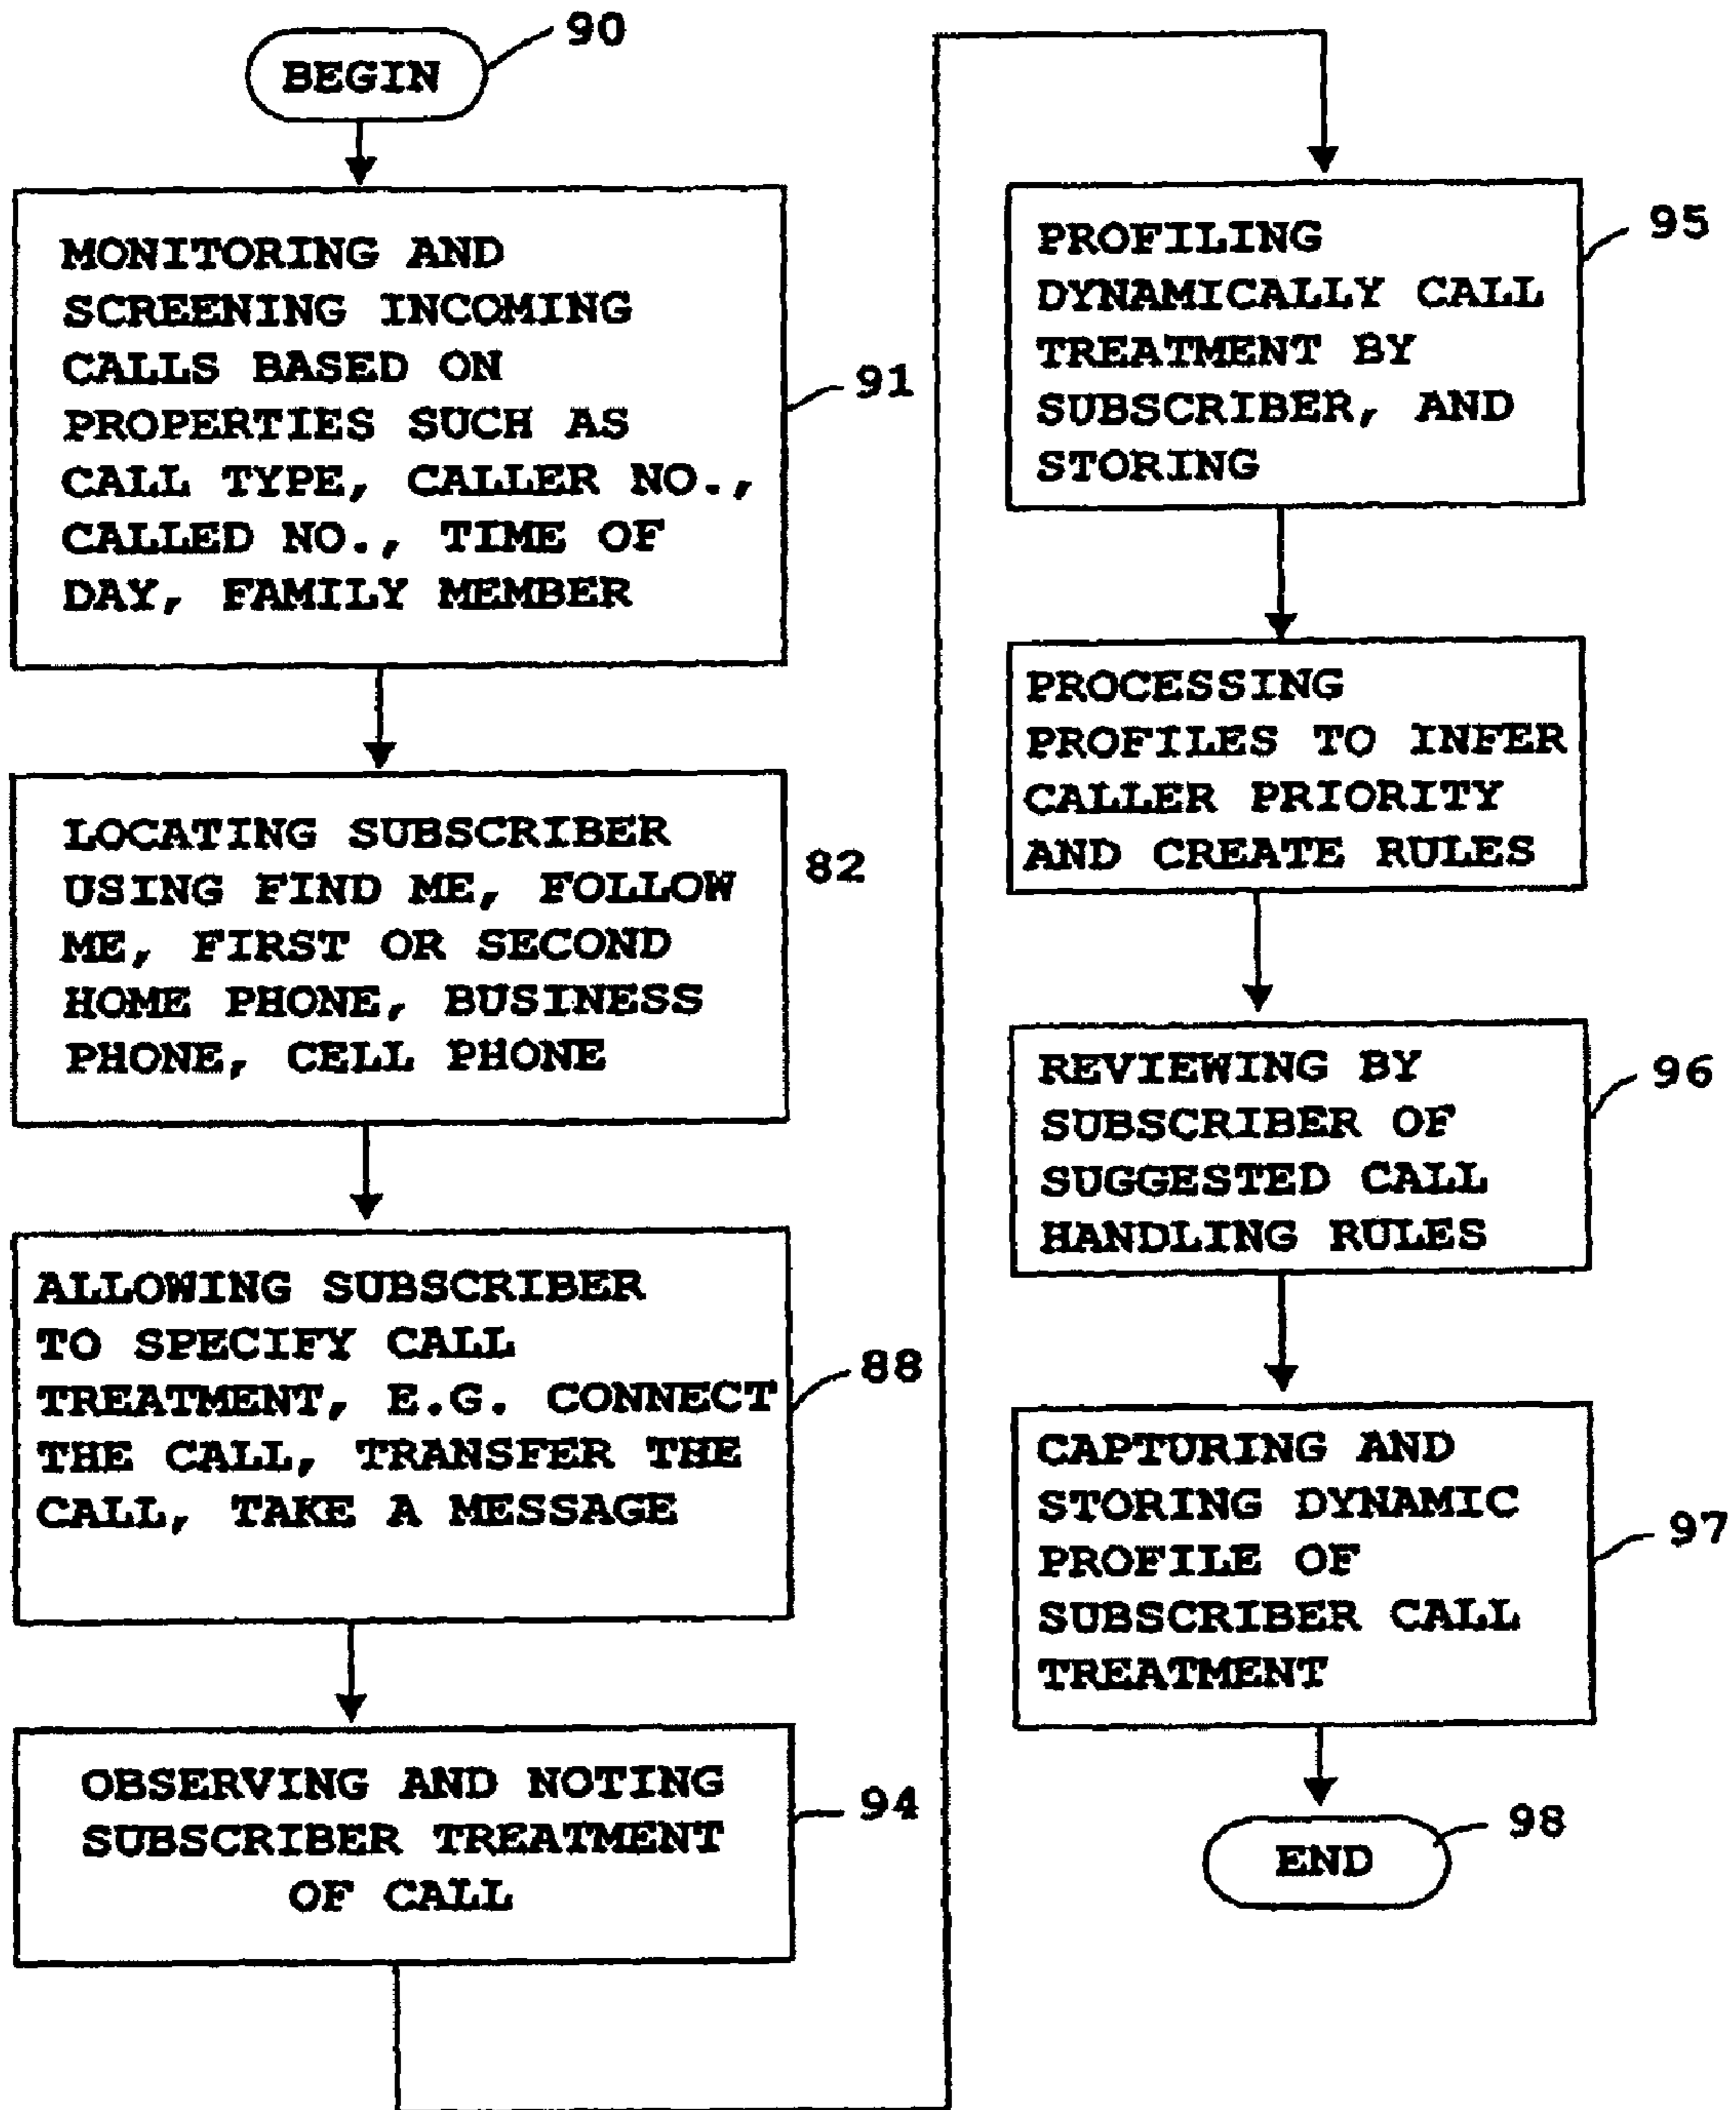 90
BEGIN
MONITORING AND
SCREENING INCOMING
CALLS BASED ON
PROPERTIES SUCH AS
CALL TYPE, CALLER NO.,
CALLED NO., TIME OF
DAY, FAMILY MEMBER
91
LOCATING SUBSCRIBER
USING FIND ME, FOLLOW
ME, FIRST OR SECOND
HOME PHONE, BUSINESS
PHONE, CELL PHONE
82
ALLOWING SUBSCRIBER
TO SPECIFY CALL
TREATMENT, E.G. CONNECT
THE CALL, TRANSFER THE
CALL, TAKE A MESSAGE
88
OBSERVING AND NOTING
SUBSCRIBER TREATMENT
OF CALL
94
PROFILING
DYNAMICALLY CALL
TREATMENT BY
SUBSCRIBER, AND
STORING
95
PROCESSING
PROFILES TO INFER
CALLER PRIORITY
AND CREATE RULES
REVIEWING BY
SUBSCRIBER OF
SUGGESTED CALL
HANDLING RULES
96
CAPTURING AND
STORING DYNAMIC
PROFILE OF
SUBSCRIBER CALL
TREATMENT
97
END
98